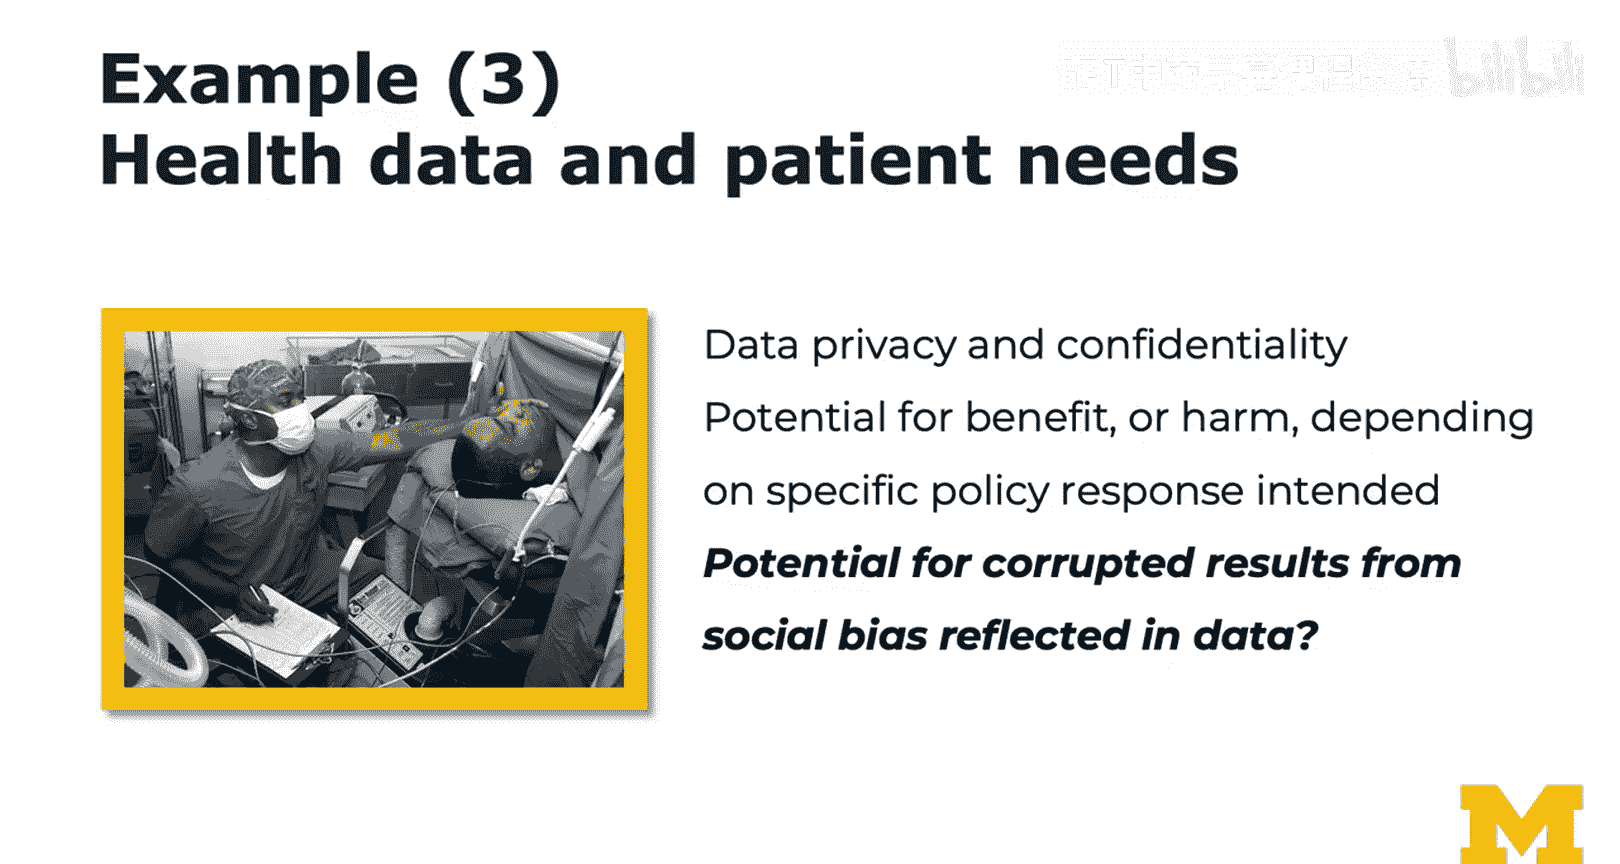 Example (3)
Health data and patient needs
bilibili
Data privacy and confidentiality
Potential for benefit, or harm, depending
on specific policy response intended
Potential for corrupted results from
social bias reflected in data?
M